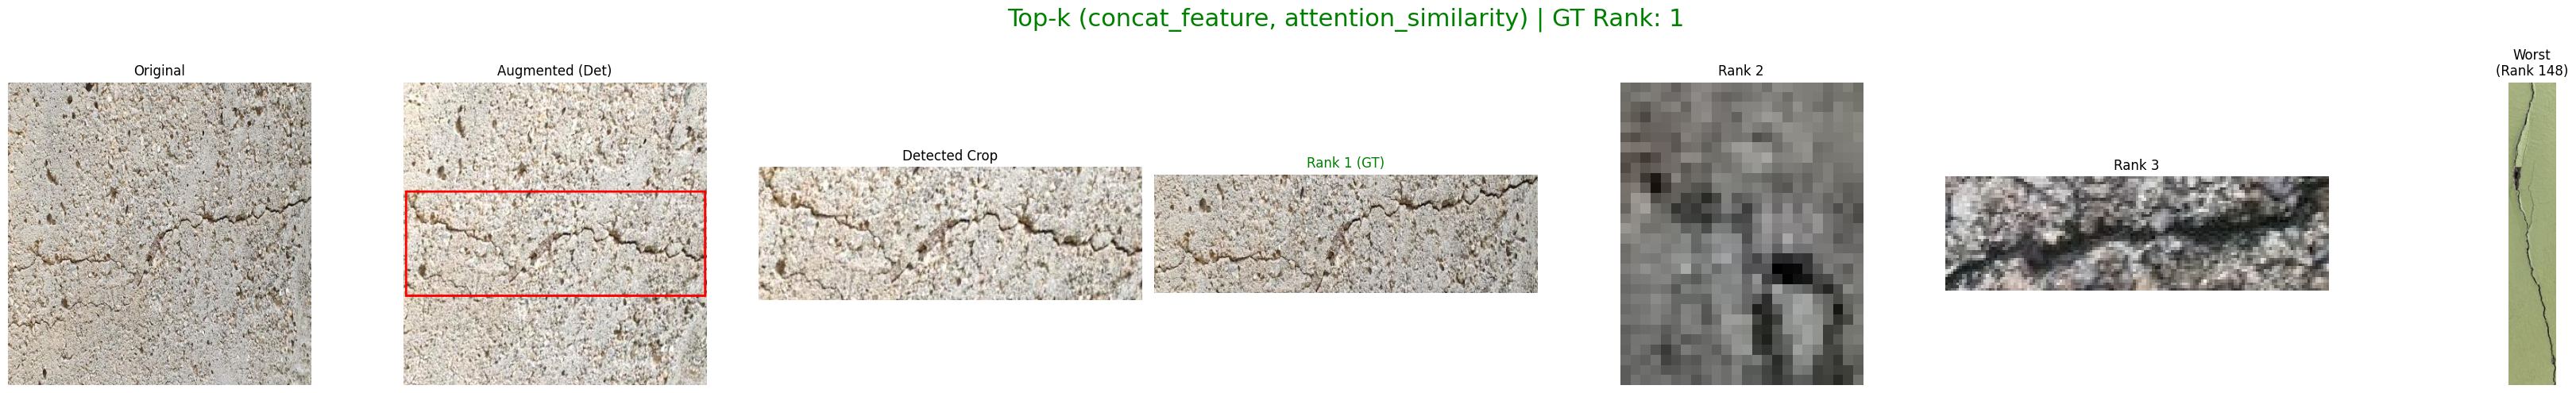 Top-k (concat_feature, attention_similarity) | GT Rank: 1
Original
Augmented (Det)
Detected Crop
Rank 1 (GT)
Rank 2
Rank 3
Worst
(Rank 148)